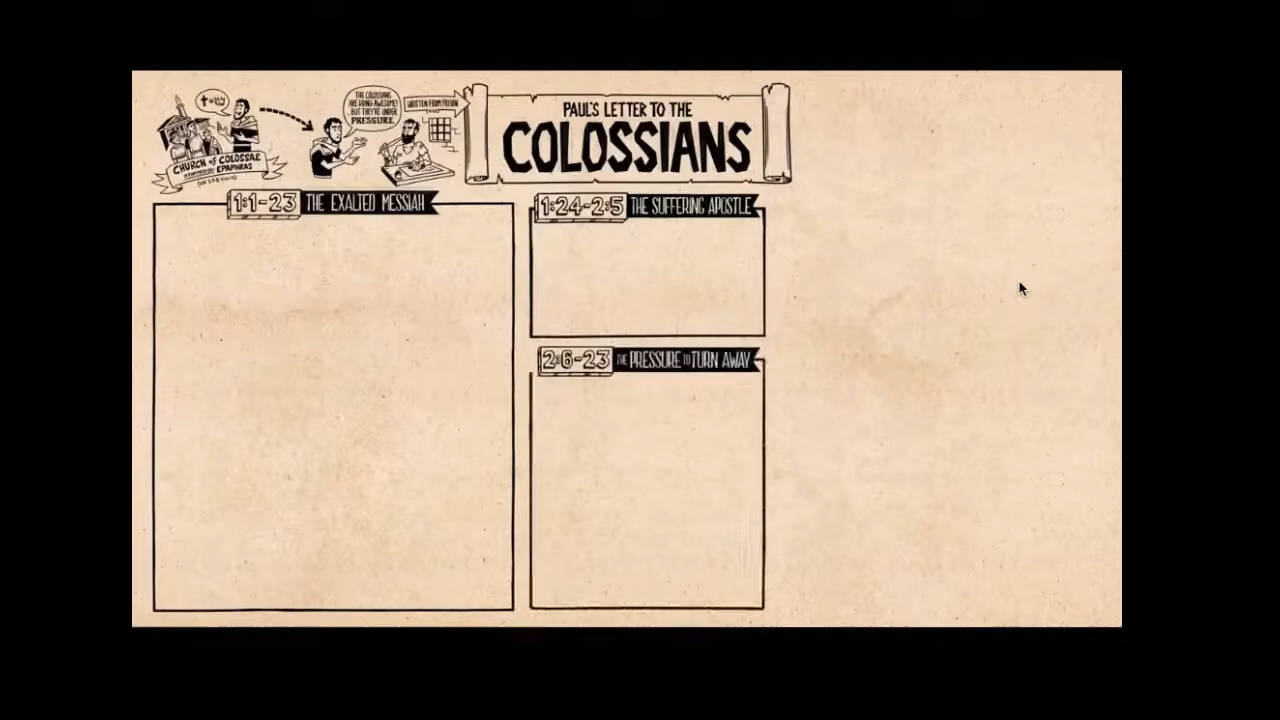 THE COLOSSIANS
ARE DOING AWESOME!
BUT THEY'RE UNDER
PRESSURE.
WRITTEN FROM PRISON
PAUL'S LETTER TO THE
COLOSSIANS
CHURCH of COLOSSAE
EPAPHRAS
1:1-23 THE EXALTED MESSIAH
1:24-2:5 THE SUFFERING APOSTLE
2:6-23 THE PRESSURE TO TURN AWAY